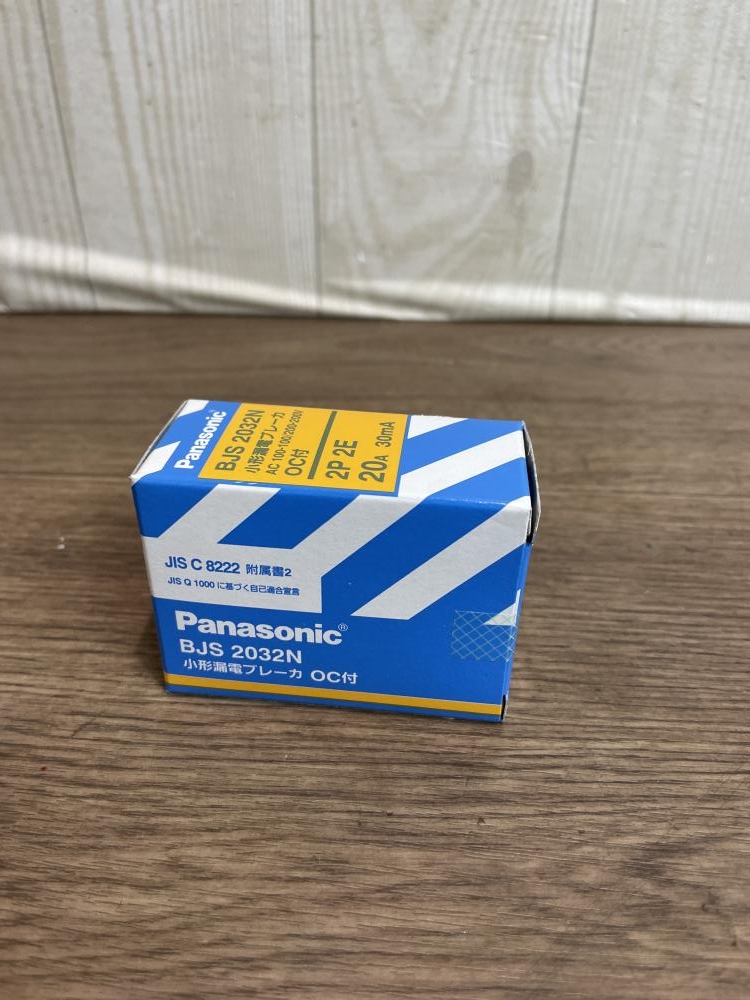 Panasonic
BJS 2032N
小形漏電ブレーカ
AC 100-100/200-200V
OC付
2P 2E
20A 30mA
JIS C 8222 附属書2
JIS Q 1000 に基づく自己適合宣言
Panasonic®
BJS 2032N
小形漏電ブレーカ OC付